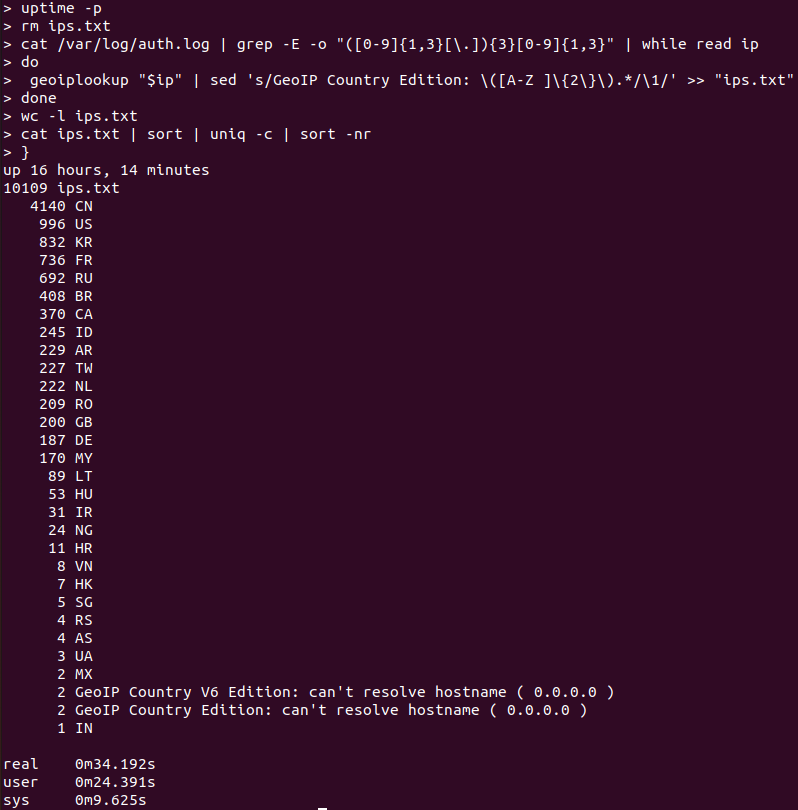 > uptime -p
> rm ips.txt
> cat /var/log/auth.log | grep -E -o "([0-9]{1,3}[\.]){3}[0-9]{1,3}" | while read ip
> do
>  geoiplookup "$ip" | sed 's/GeoIP Country Edition: \([A-Z ]\{2\}\).*/\1/' >> "ips.txt"
> done
> wc -l ips.txt
> cat ips.txt | sort | uniq -c | sort -nr
> }
up 16 hours, 14 minutes
10109 ips.txt
   4140 CN
    996 US
    832 KR
    736 FR
    692 RU
    408 BR
    370 CA
    245 ID
    229 AR
    227 TW
    222 NL
    209 RO
    200 GB
    187 DE
    170 MY
     89 LT
     53 HU
     31 IR
     24 NG
     11 HR
      8 VN
      7 HK
      5 SG
      4 RS
      4 AS
      3 UA
      2 MX
      2 GeoIP Country V6 Edition: can't resolve hostname ( 0.0.0.0 )
      2 GeoIP Country Edition: can't resolve hostname ( 0.0.0.0 )
      1 IN
real    0m34.192s
user    0m24.391s
sys     0m9.625s